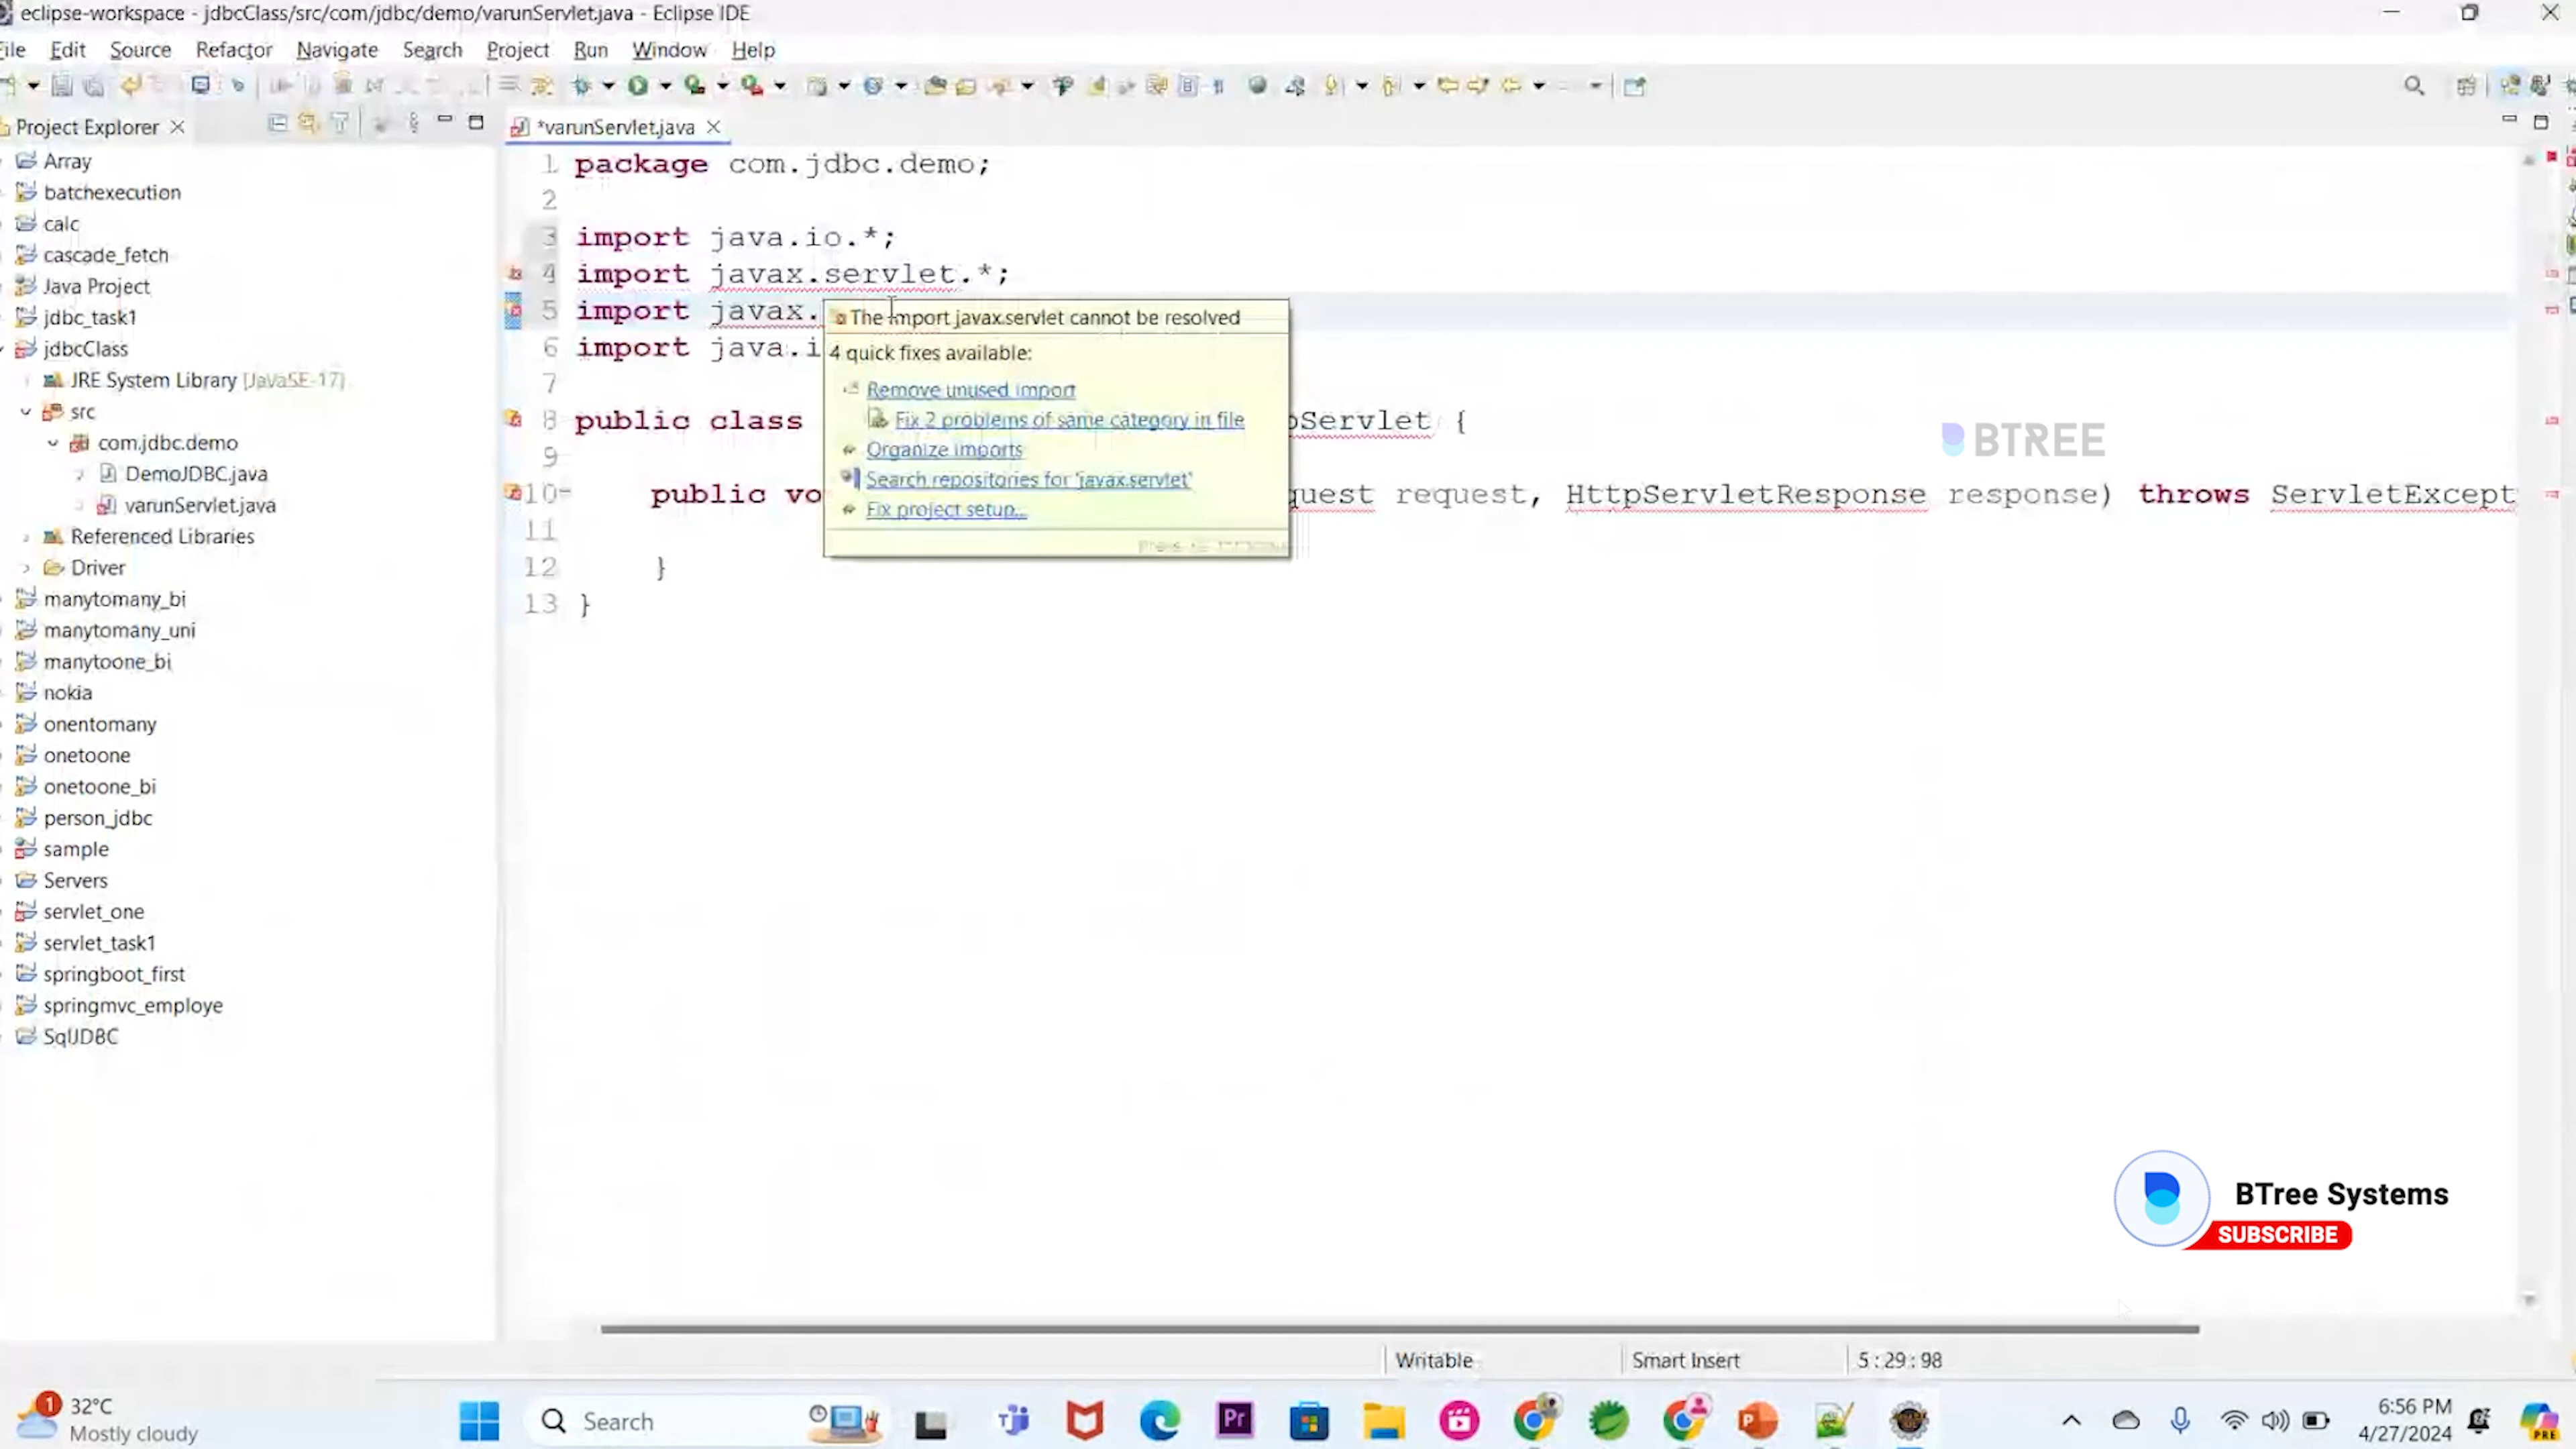 eclipse-workspace - jdbcClass/src/com/jdbc/demo/varunServlet.java - Eclipse IDE
File Edit Source Refactor Navigate Search Project Run Window Help
Project Explorer
*varunServlet.java
Array
batchexecution
calc
cascade_fetch
Java Project
jdbc_task1
jdbcClass
JRE System Library [JavaSE-17]
src
com.jdbc.demo
DemoJDBC.java
varunServlet.java
Referenced Libraries
Driver
manytomany_bi
manytomany_uni
manytoone_bi
nokia
onentomany
onetoone
onetoone_bi
person_jdbc
sample
Servers
servlet_one
servlet_task1
springboot_first
springmvc_employe
SqlJDBC
1 package com.jdbc.demo;
2
3 import java.io.*;
4 import javax.servlet.*;
5 import javax.
6 import java.i
7
8 public class pServlet {
9
10 public vo quest request, HttpServletResponse response) throws ServletExcept
11
12 }
13 }
The import javax.servlet cannot be resolved
4 quick fixes available:
Remove unused import
Fix 2 problems of same category in file
Organize imports
Search repositories for 'javax.servlet'
Fix project setup...
BTREE
BTree Systems
SUBSCRIBE
Writable
Smart Insert
5 : 29 : 98
1
32°C
Mostly cloudy
Search
Pr
PRE
6:56 PM
4/27/2024